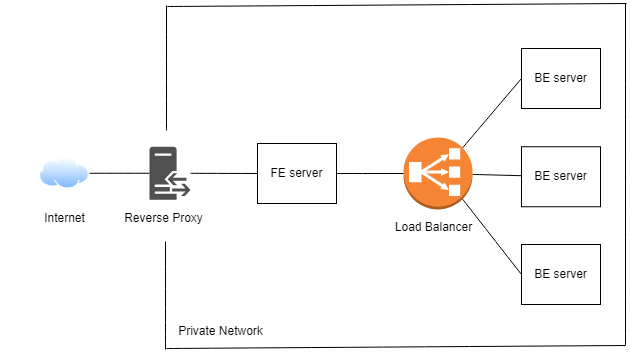 BE server
FE server
BE server
Internet
Reverse Proxy
Load Balancer
BE server
Private Network